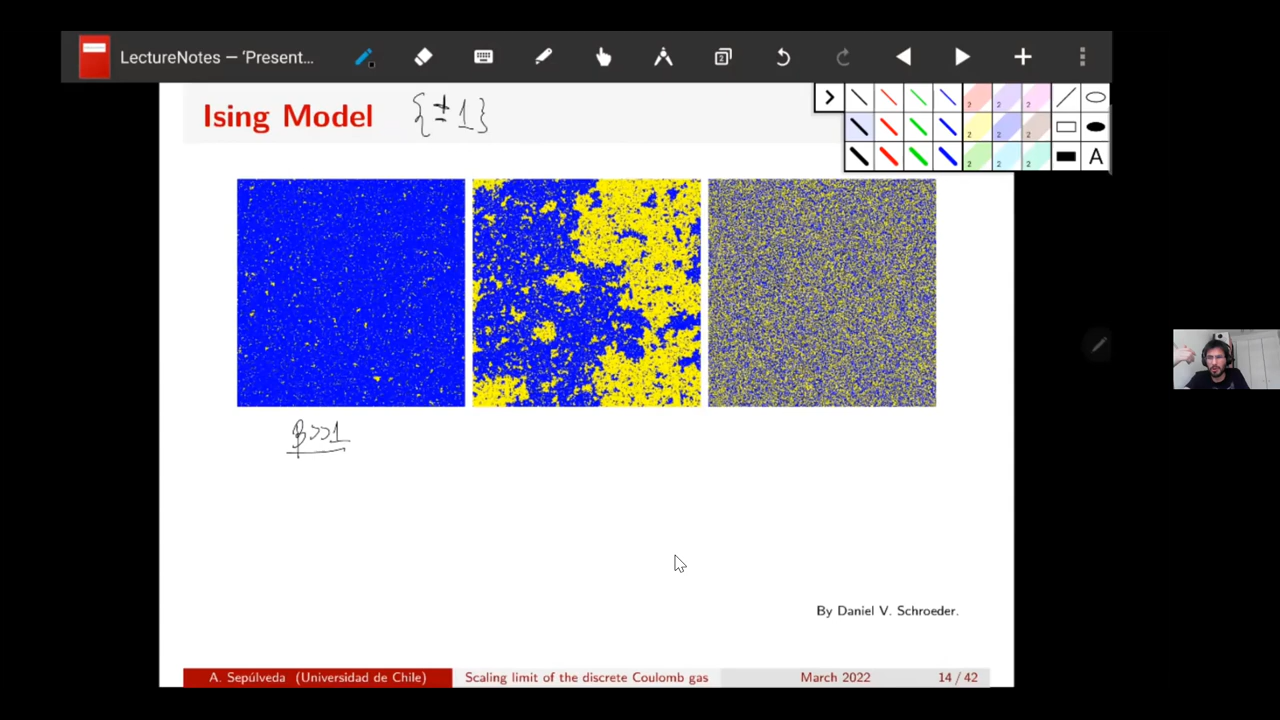 LectureNotes — ‘Present...
Ising Model {±1}
β>>1
By Daniel V. Schroeder.
A. Sepúlveda (Universidad de Chile) Scaling limit of the discrete Coulomb gas March 2022 14 / 42